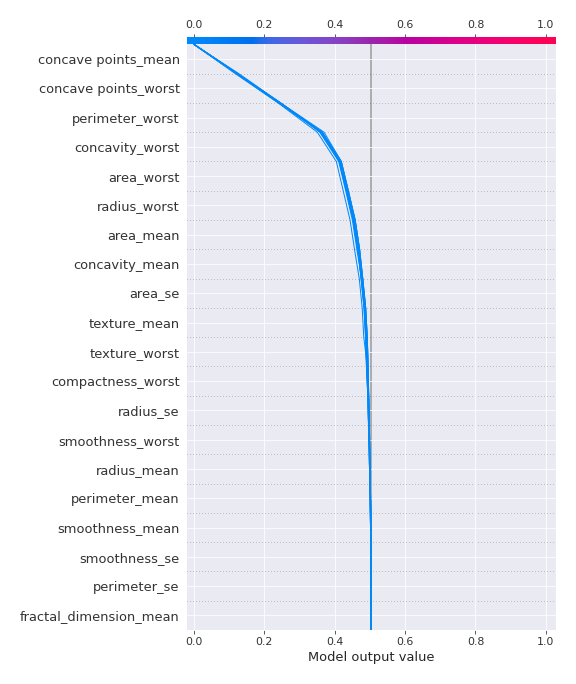 0.0 0.2 0.4 0.6 0.8 1.0
concave points_mean
concave points_worst
perimeter_worst
concavity_worst
area_worst
radius_worst
area_mean
concavity_mean
area_se
texture_mean
texture_worst
compactness_worst
radius_se
smoothness_worst
radius_mean
perimeter_mean
smoothness_mean
smoothness_se
perimeter_se
fractal_dimension_mean
0.0 0.2 0.4 0.6 0.8 1.0
Model output value